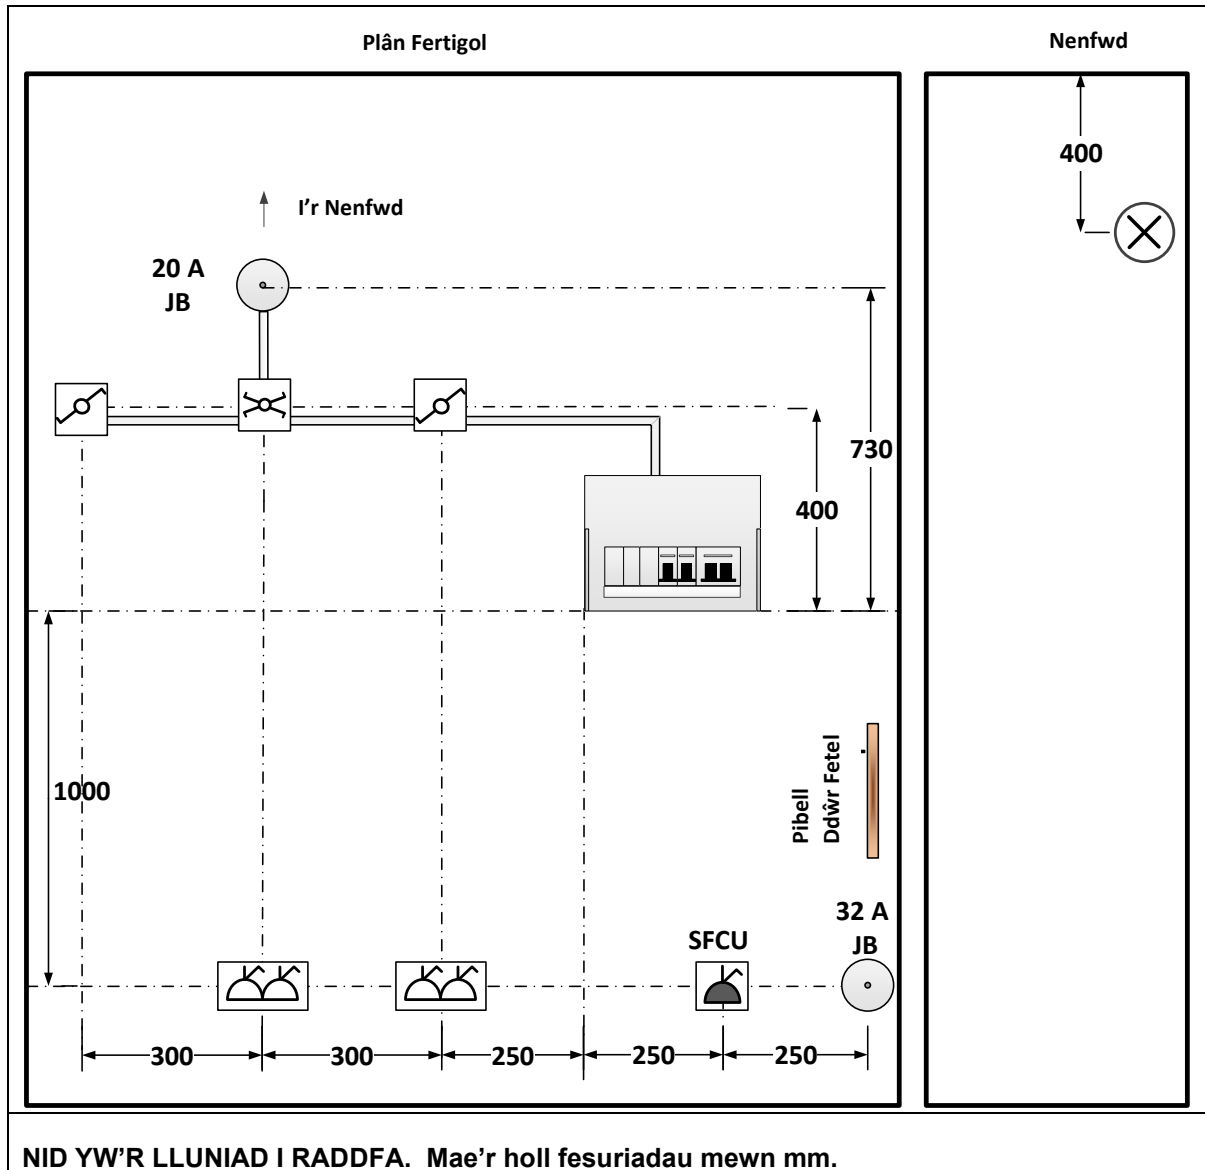 Plân Fertigol
Nenfwd
400
I'r Nenfwd
20 A
JB
730
400
1000
Pibell
Ddŵr Fetel
32 A
JB
SFCU
300
300
250
250
250
NID YW'R LLUNIAD I RADDFA. Mae'r holl fesuriadau mewn mm.